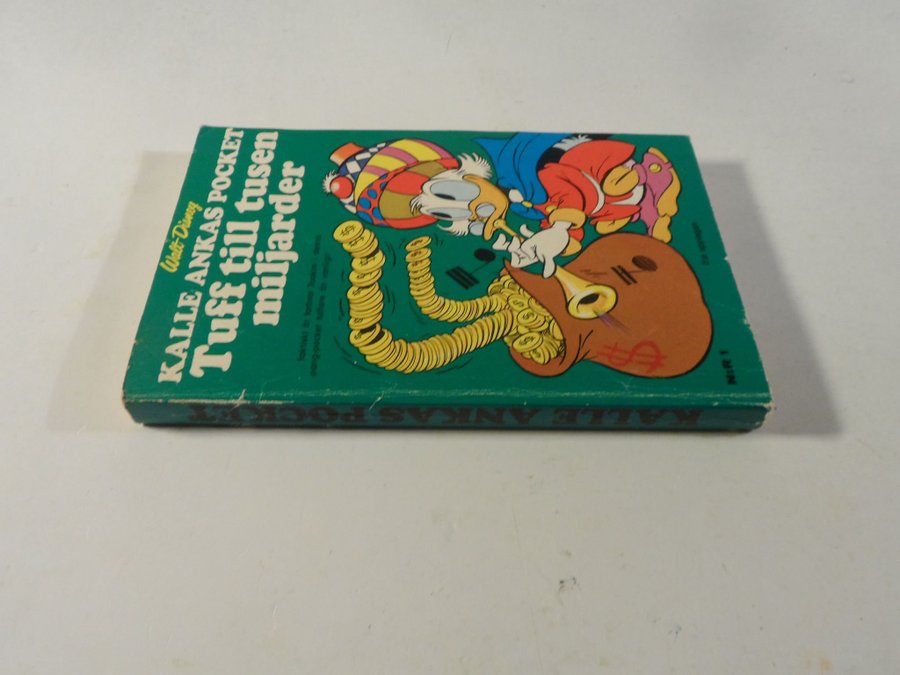 Walt Disney
KALLE ANKAS POCKET
Tuff till tusen
miljarder
NR 1
$
KALLE ANKAS POCKET